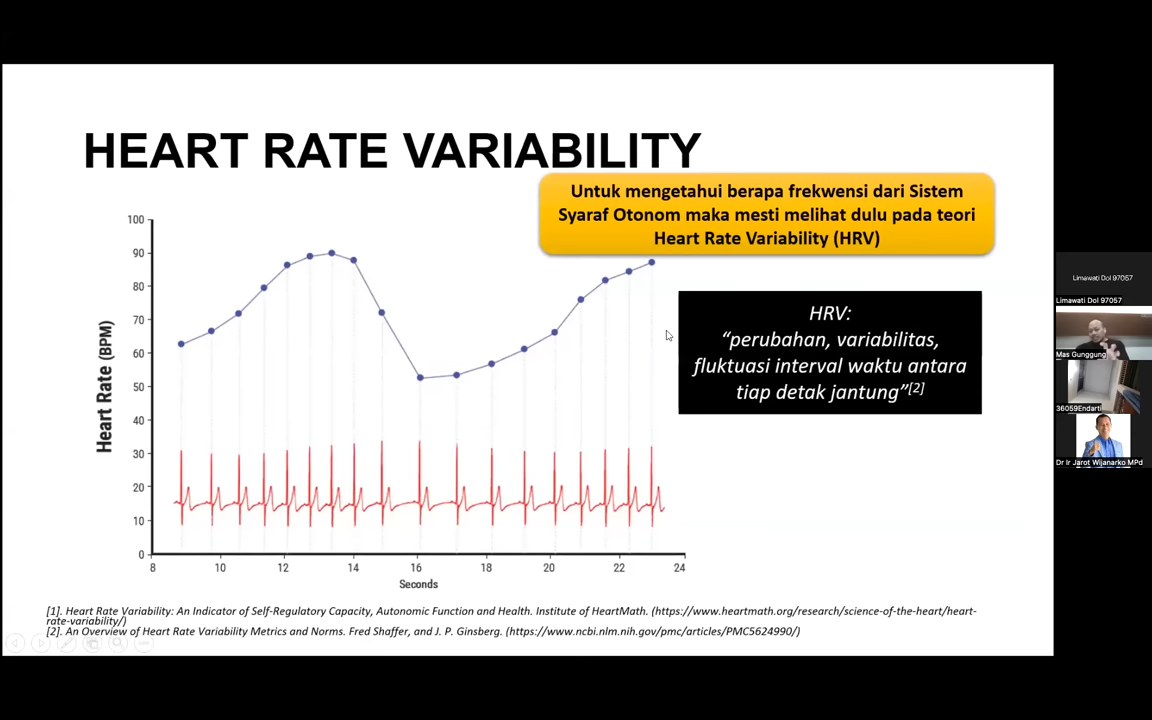 HEART RATE VARIABILITY
Untuk mengetahui berapa frekwensi dari Sistem
Syaraf Otonom maka mesti melihat dulu pada teori
Heart Rate Variability (HRV)
HRV:
“perubahan, variabilitas,
fluktuasi interval waktu antara
tiap detak jantung”[2]
Heart Rate (BPM)
100
90
80
70
60
50
40
30
20
10
0
8
10
12
14
16
18
20
22
24
Seconds
[1]. Heart Rate Variability: An Indicator of Self-Regulatory Capacity, Autonomic Function and Health. Institute of HeartMath. (https://www.heartmath.org/research/science-of-the-heart/heart-
rate-variability/)
[2]. An Overview of Heart Rate Variability Metrics and Norms. Fred Shaffer, and J. P. Ginsberg. (https://www.ncbi.nlm.nih.gov/pmc/articles/PMC5624990/)
Limawati Dol 97057
Limawati Dol 97057
Mas Gunggung
36059Endarti
Dr Ir Jarot Wijanarko MPd